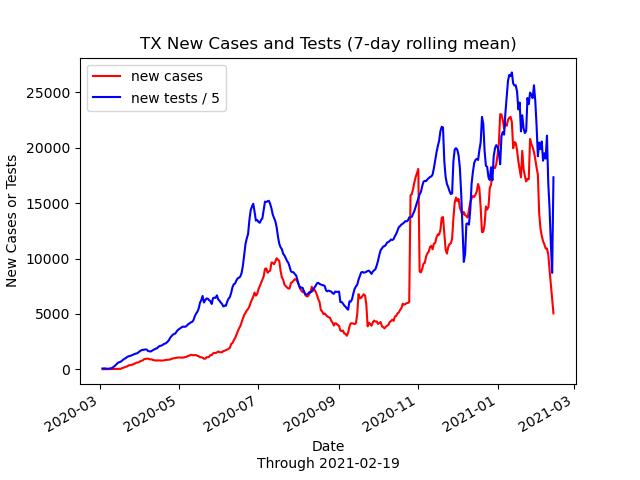 TX New Cases and Tests (7-day rolling mean)
new cases
new tests / 5
25000
20000
15000
10000
5000
0
New Cases or Tests
2020-03
2020-05
2020-07
2020-09
2020-11
2021-01
2021-03
Date
Through 2021-02-19